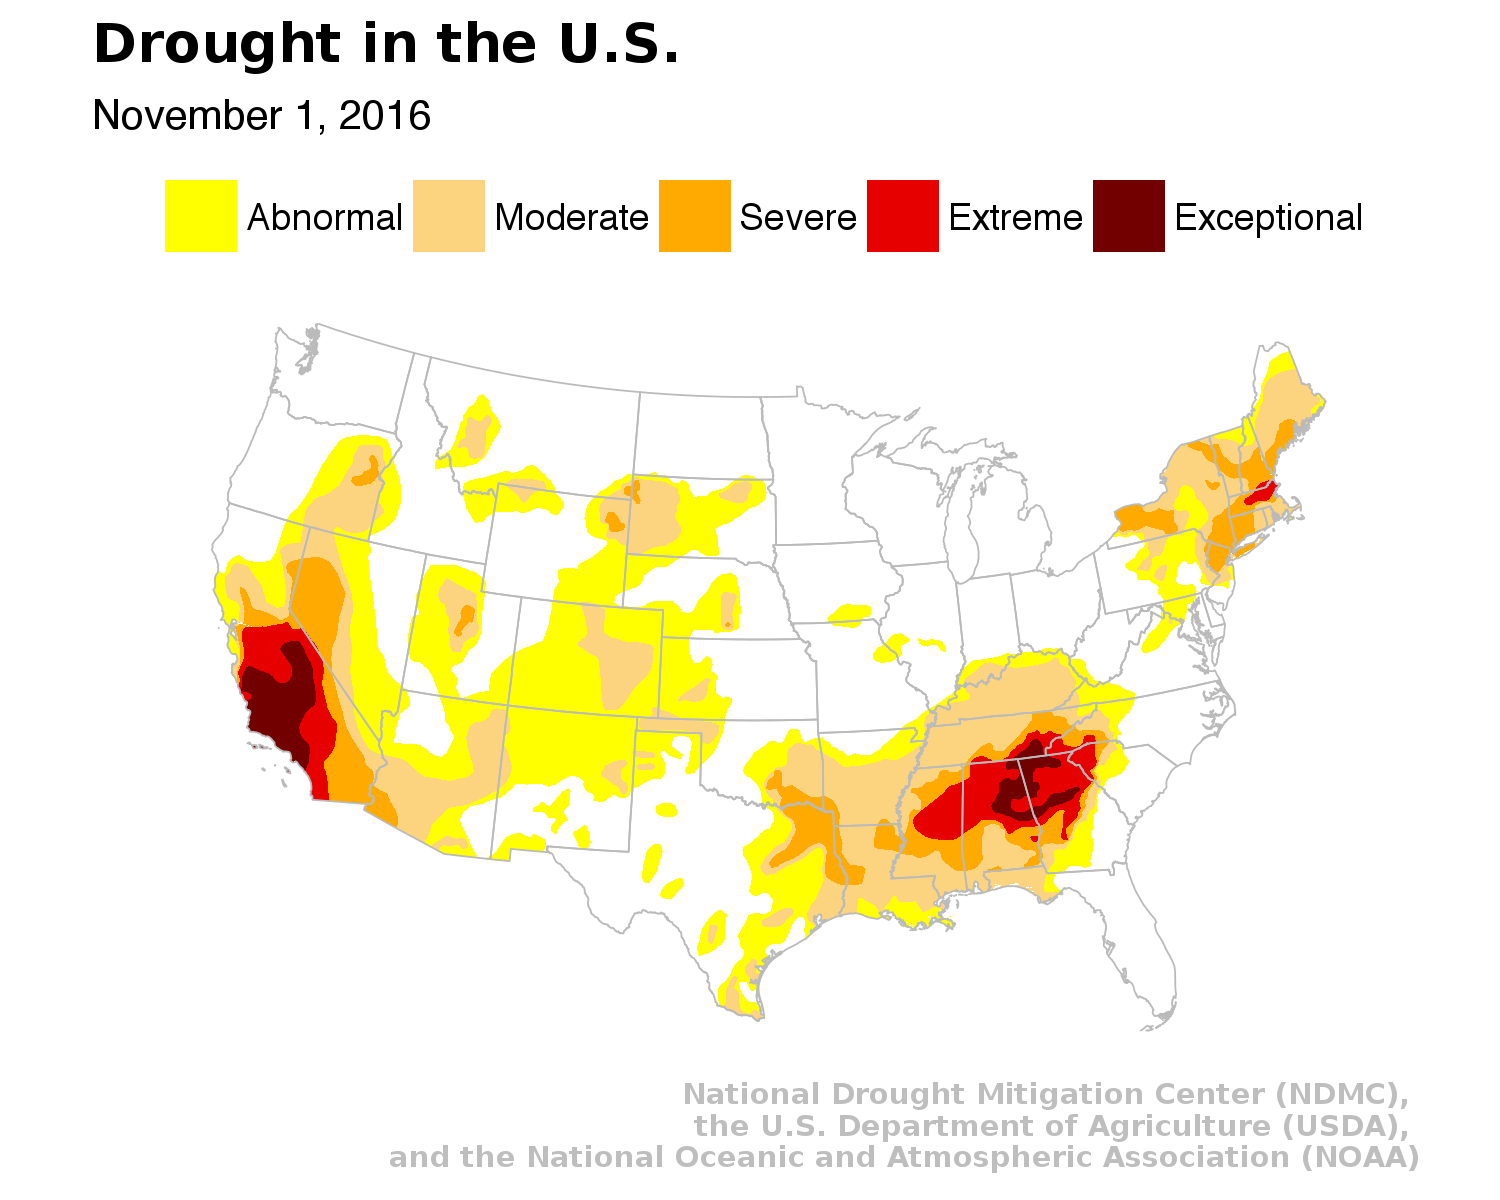 Drought in the U.S.
November 1, 2016
Abnormal Moderate Severe Extreme Exceptional
National Drought Mitigation Center (NDMC),
the U.S. Department of Agriculture (USDA),
and the National Oceanic and Atmospheric Association (NOAA)